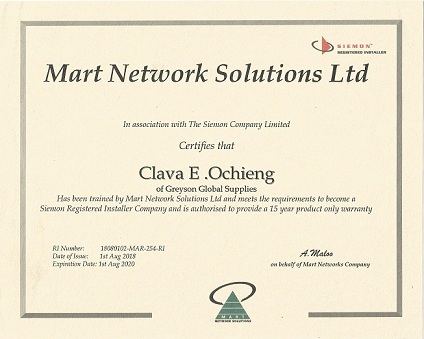 SIEMON
REGISTERED INSTALLER
Mart Network Solutions Ltd
In association with The Siemon Company Limited
Certifies that
Clava E .Ochieng
of Greyson Global Supplies
Has been trained by Mart Network Solutions Ltd and meets the requirements to become a
Siemon Registered Installer Company and is authorised to provide a 15 year product only warranty
RI Number: 18080102-MAR-254-RI
Date of Issue: 1st Aug 2018
Expiration Date: 1st Aug 2020
A.Maloo
on behalf of Mart Networks Company
MART
NETWORK SOLUTIONS